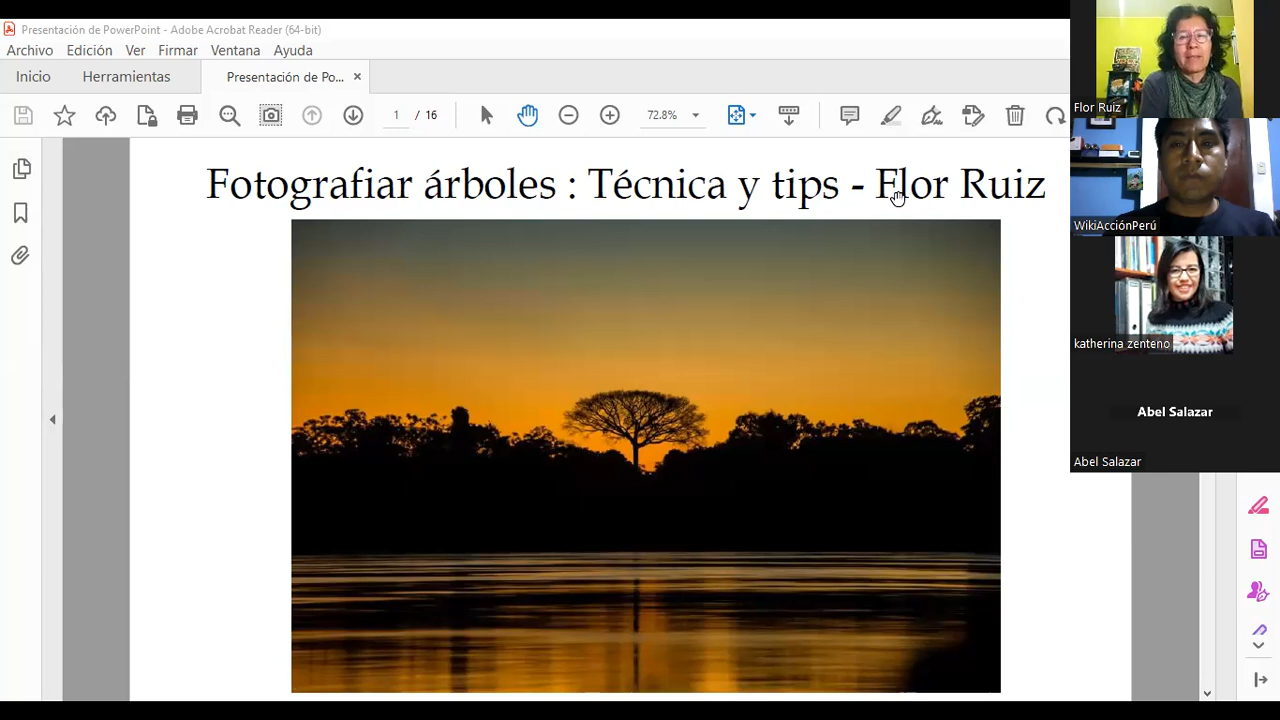 Presentación de PowerPoint - Adobe Acrobat Reader (64-bit)
Archivo Edición Ver Firmar Ventana Ayuda
Inicio Herramientas Presentación de Po... ×
1 / 16 72.8%
Fotografiar árboles : Técnica y tips - Flor Ruiz
Flor Ruiz
WikiAcciónPerú
katherina zenteno
Abel Salazar
Abel Salazar